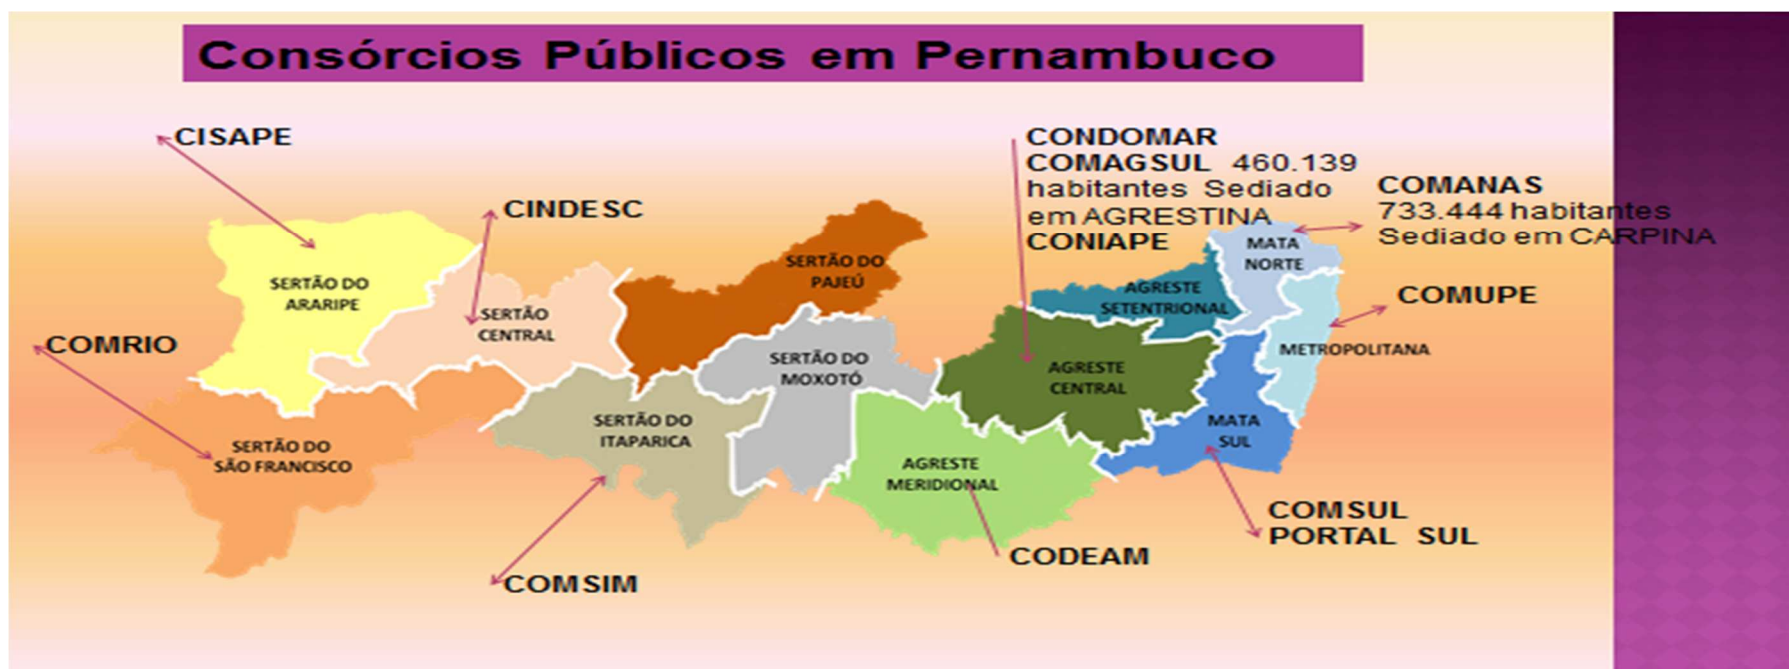 Consórcios Públicos em Pernambuco
CISAPE
CONDOMAR
COMAGSUL 460.139
habitantes Sediado
em AGRESTINA
CONIAPE
COMANAS
733.444 habitantes
Sediado em CARPINA
CINDESC
COMRIO
COMUPE
SERTÃO DO
ARARIPE
SERTÃO
CENTRAL
SERTÃO DO
PAJEÚ
MATA
NORTE
AGRESTE
SETENTRIONAL
METROPOLITANA
SERTÃO DO
MOXOTÓ
AGRESTE
CENTRAL
SERTÃO DO
SÃO FRANCISCO
SERTÃO DO
ITAPARICA
AGRESTE
MERIDIONAL
MATA
SUL
COMSUL
PORTAL SUL
CODEAM
COMSIM